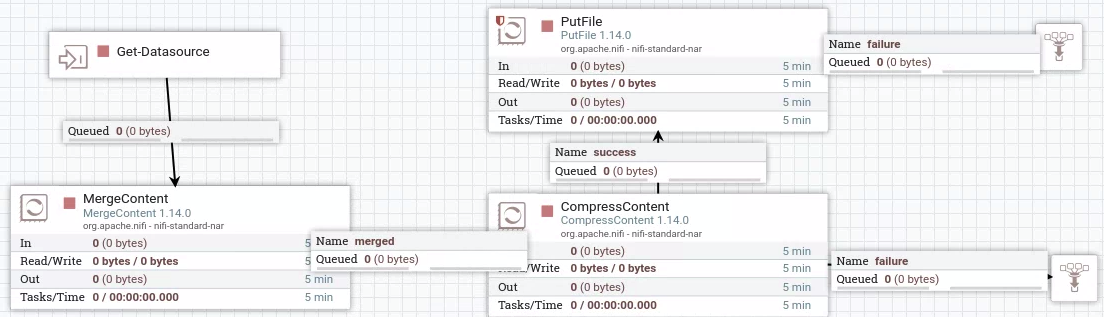 Get-Datasource
Queued 0 (0 bytes)
MergeContent
MergeContent 1.14.0
org.apache.nifi - nifi-standard-nar
In 0 (0 bytes) 5
Read/Write 0 bytes / 0 bytes 5
Out 0 (0 bytes) 5 min
Tasks/Time 0 / 00:00:00.000 5 min
Name merged
Queued 0 (0 bytes)
PutFile
PutFile 1.14.0
org.apache.nifi - nifi-standard-nar
In 0 (0 bytes) 5 min
Read/Write 0 bytes / 0 bytes 5 min
Out 0 (0 bytes) 5 min
Tasks/Time 0 / 00:00:00.000 5 min
Name failure
Queued 0 (0 bytes)
Name success
Queued 0 (0 bytes)
CompressContent
CompressContent 1.14.0
org.apache.nifi - nifi-standard-nar
0 (0 bytes) 5 min
Read/Write 0 bytes / 0 bytes 5 min
Out 0 (0 bytes) 5 min
Tasks/Time 0 / 00:00:00.000 5 min
Name failure
Queued 0 (0 bytes)